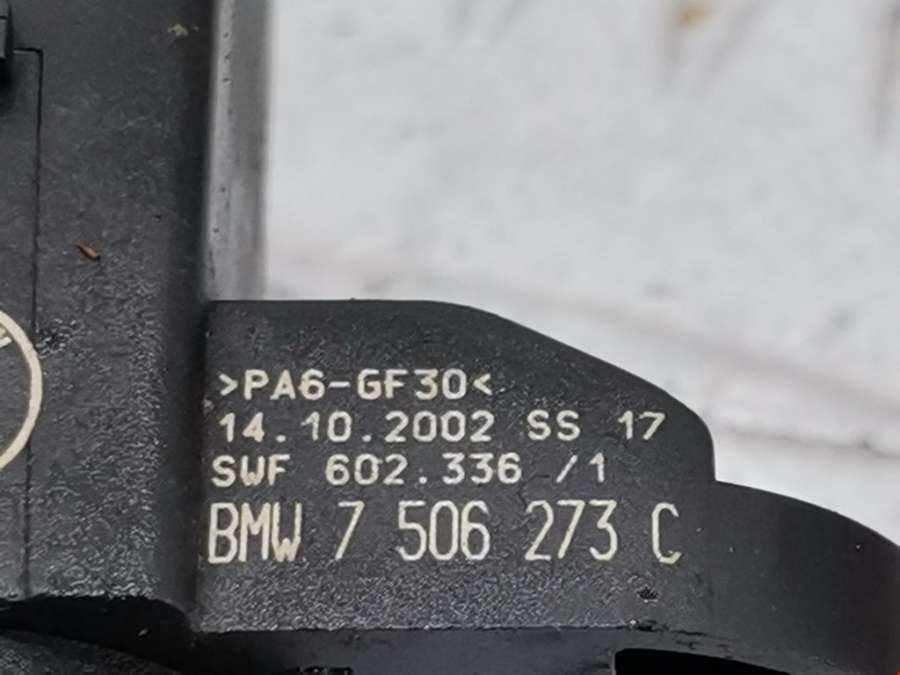 >PA6-GF30<
14.10.2002 SS 17
SWF 602.336 /1
BMW 7 506 273 C